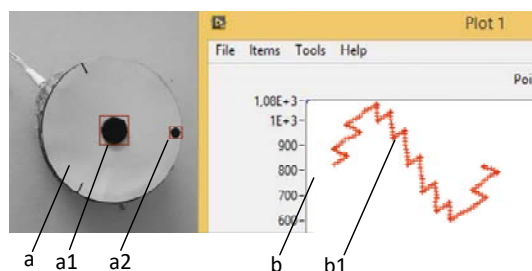 Plot 1
File Items Tools Help
Poi
1,08E+3
1E+3
900
800
700
600
a a1 a2 b b1